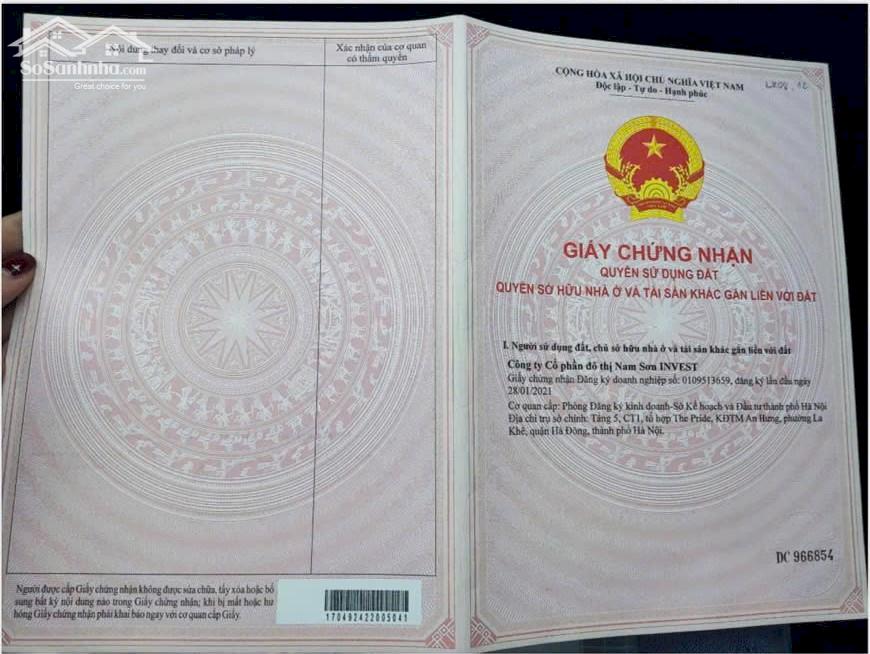 SoSanhnha.com
Great choice for you
Nội dung thay đổi và cơ sở pháp lý
Xác nhận của cơ quan
có thẩm quyền
Người được cấp Giấy chứng nhận không được sửa chữa, tẩy xóa hoặc bổ
sung bất kỳ nội dung nào trong Giấy chứng nhận; khi bị mất hoặc hư
hỏng Giấy chứng nhận phải khai báo ngay với cơ quan cấp Giấy.
170492422005041
CỘNG HÒA XÃ HỘI CHỦ NGHĨA VIỆT NAM
Độc lập - Tự do - Hạnh phúc
GIẤY CHỨNG NHẬN
QUYỀN SỬ DỤNG ĐẤT
QUYỀN SỞ HỮU NHÀ Ở VÀ TÀI SẢN KHÁC GẮN LIỀN VỚI ĐẤT
I. Người sử dụng đất, chủ sở hữu nhà ở và tài sản khác gắn liền với đất
Công ty Cổ phần đô thị Nam Sơn INVEST
Giấy chứng nhận Đăng ký doanh nghiệp số: 0109513659, đăng ký lần đầu ngày
28/01/2021
Cơ quan cấp: Phòng Đăng ký kinh doanh-Sở Kế hoạch và Đầu tư thành phố Hà Nội
Địa chỉ trụ sở chính: Tầng 5, CT1, tổ hợp The Pride, KĐTM An Hưng, phường La
Khê, quận Hà Đông, thành phố Hà Nội.
DC 966854